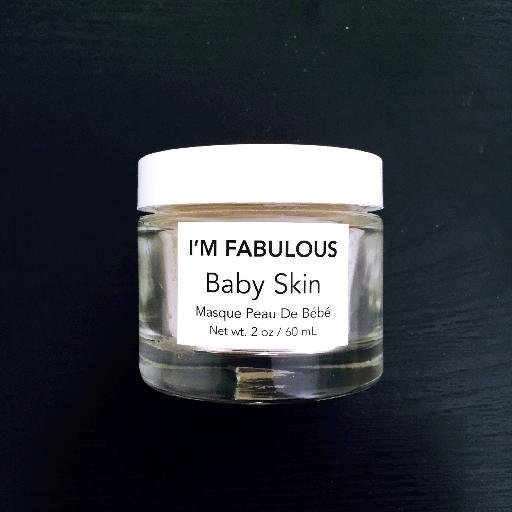 I'M FABULOUS
Baby Skin
Masque Peau De Bébé
Net wt. 2 oz / 60 mL